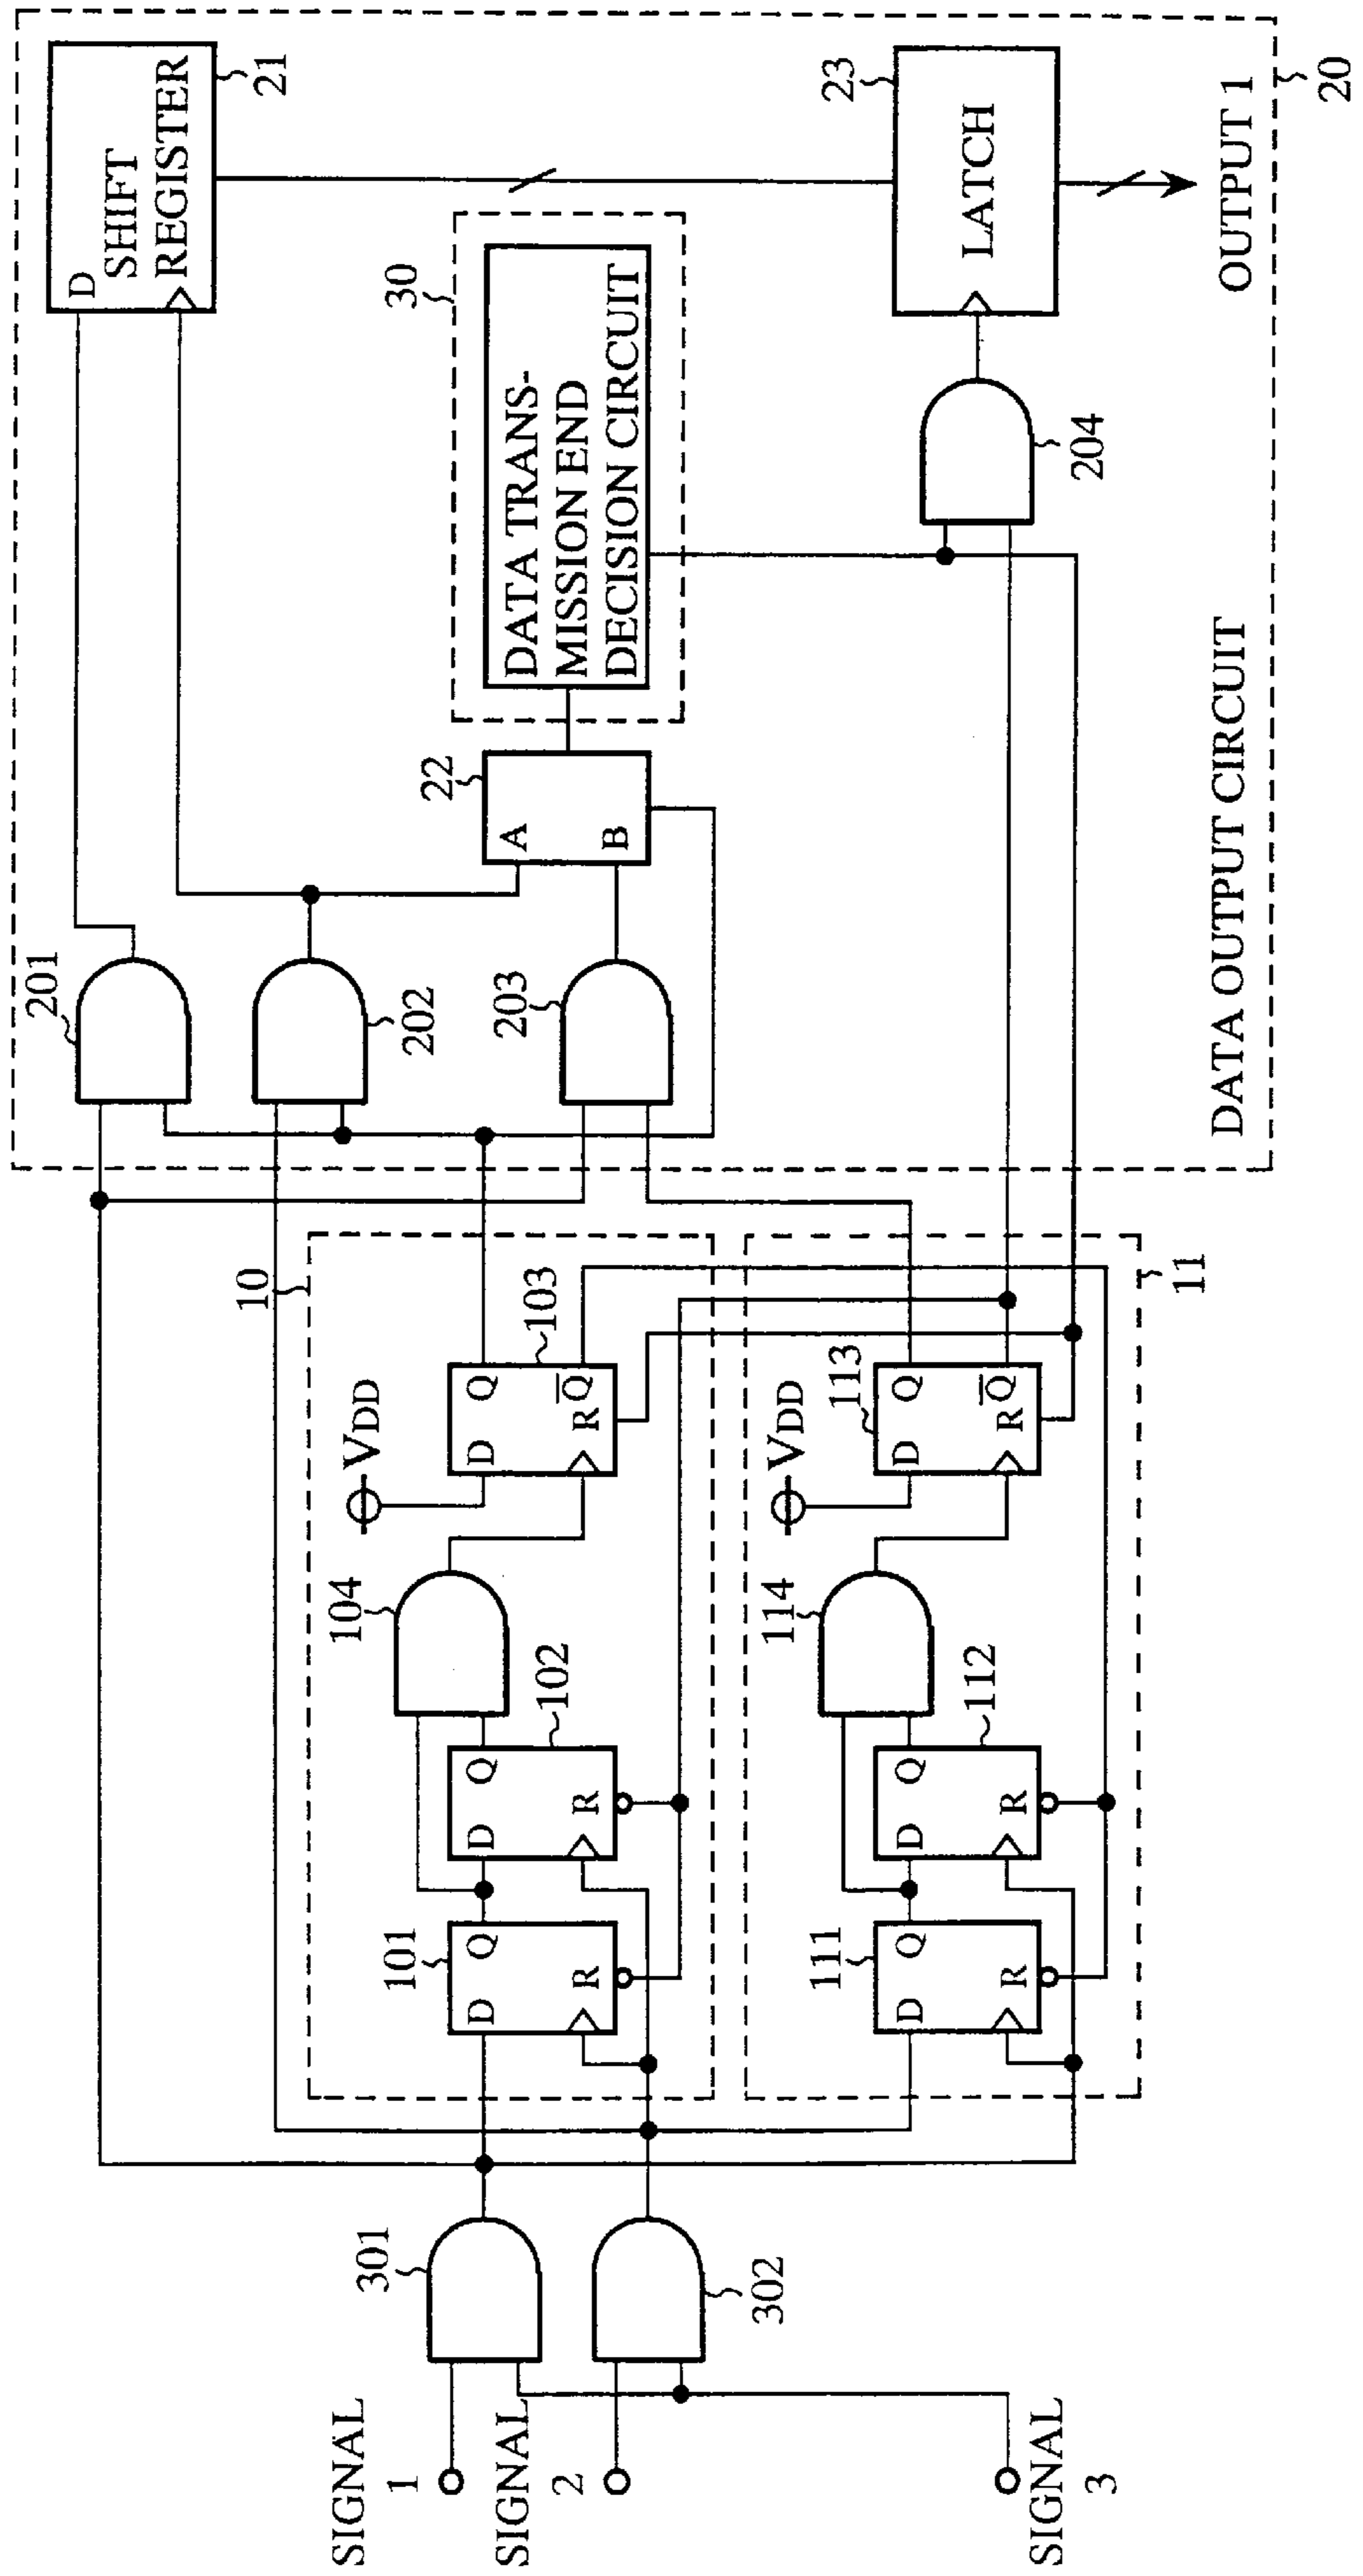 SIGNAL
1
SIGNAL
2
SIGNAL
3
301
302
10
101
D
Q
R
102
D
Q
R
104
VDD
103
D
Q
Q
R
11
111
D
Q
R
112
D
Q
R
114
VDD
113
D
Q
Q
R
201
202
203
22
A
B
30
DATA TRANS-
MISSION END
DECISION CIRCUIT
204
D
SHIFT
REGISTER
21
23
LATCH
OUTPUT 1
DATA OUTPUT CIRCUIT
20